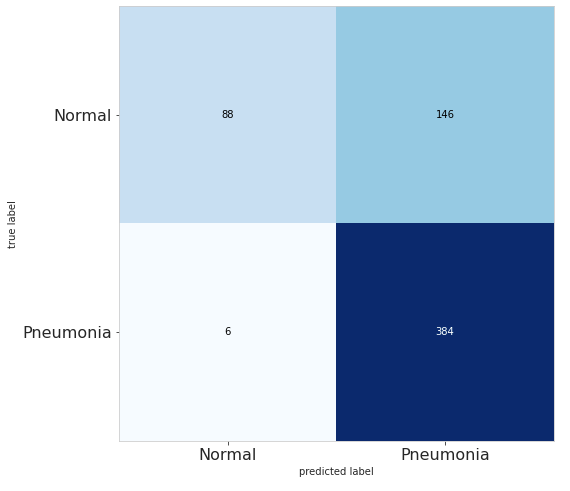 Normal
88
146
true label
Pneumonia
6
384
Normal
Pneumonia
predicted label